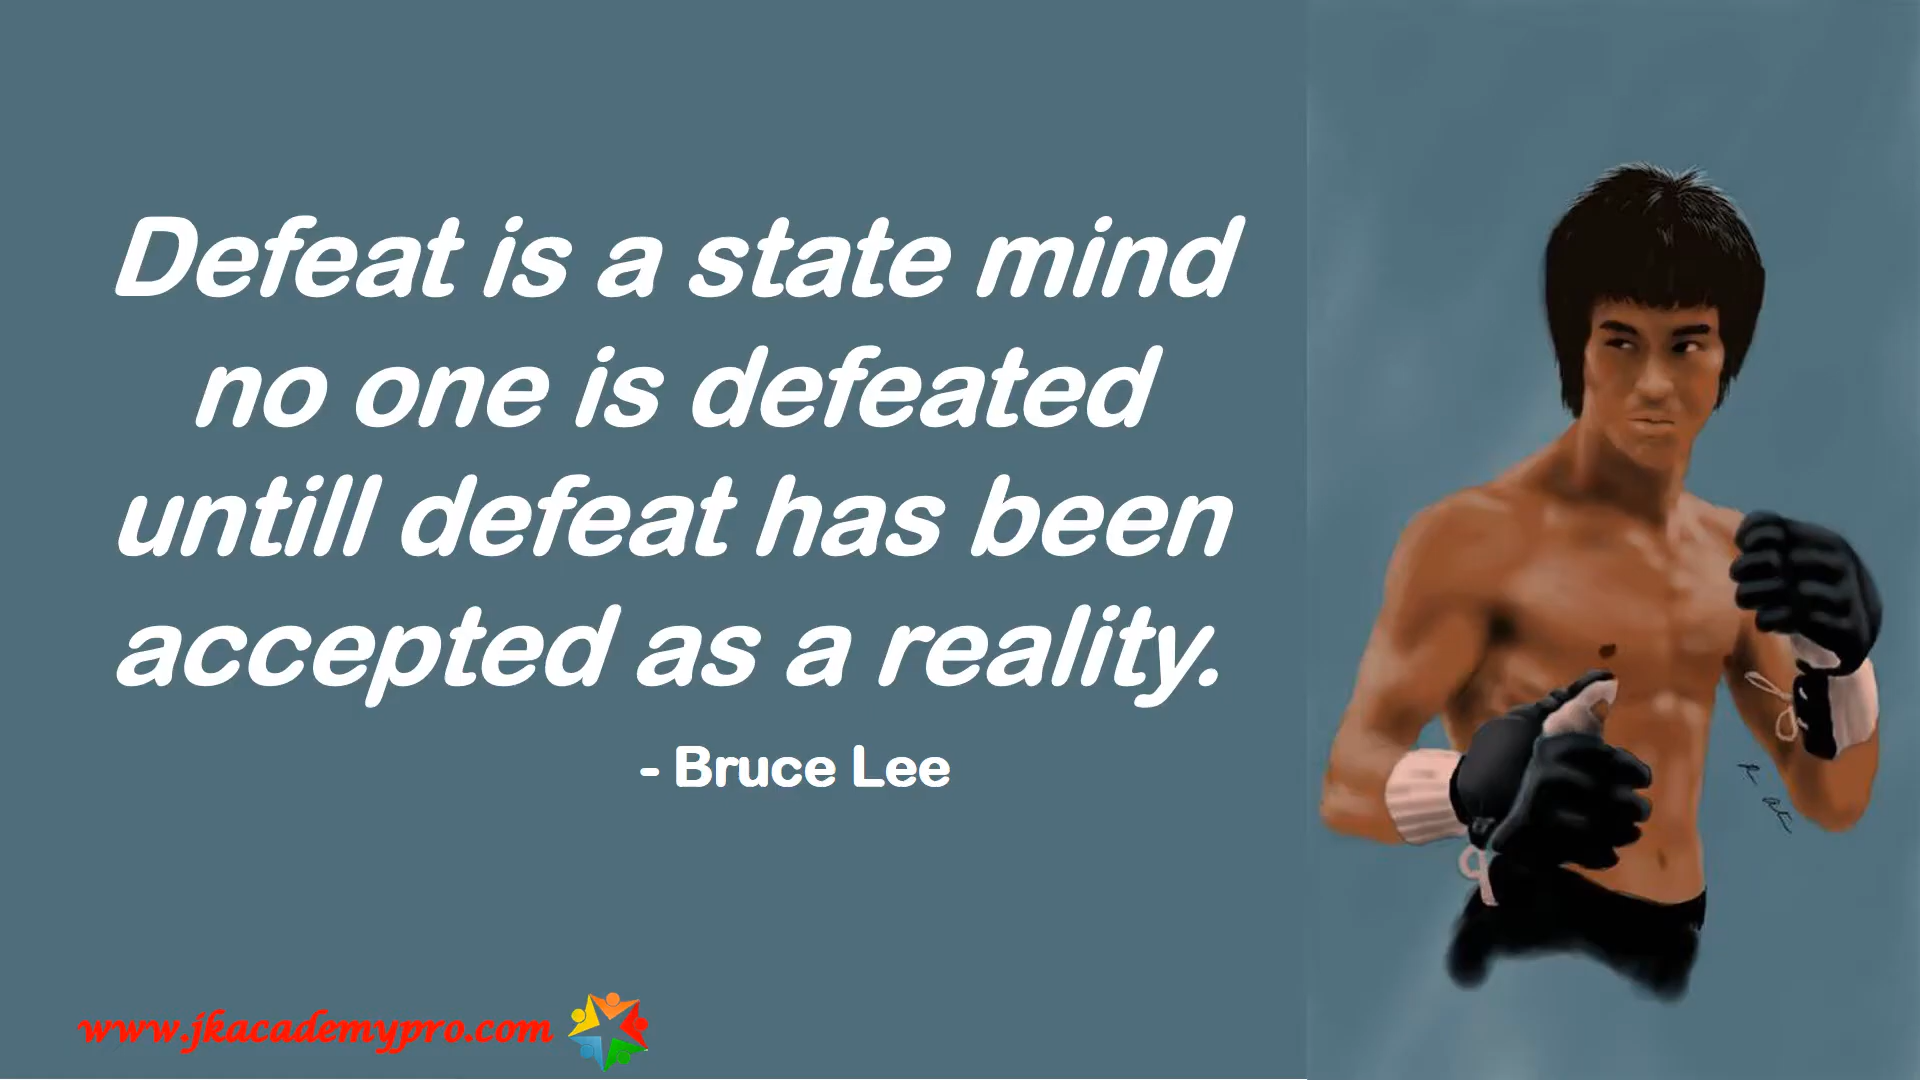 Defeat is a state mind
no one is defeated
untill defeat has been
accepted as a reality.
- Bruce Lee
www.jkacademypro.com